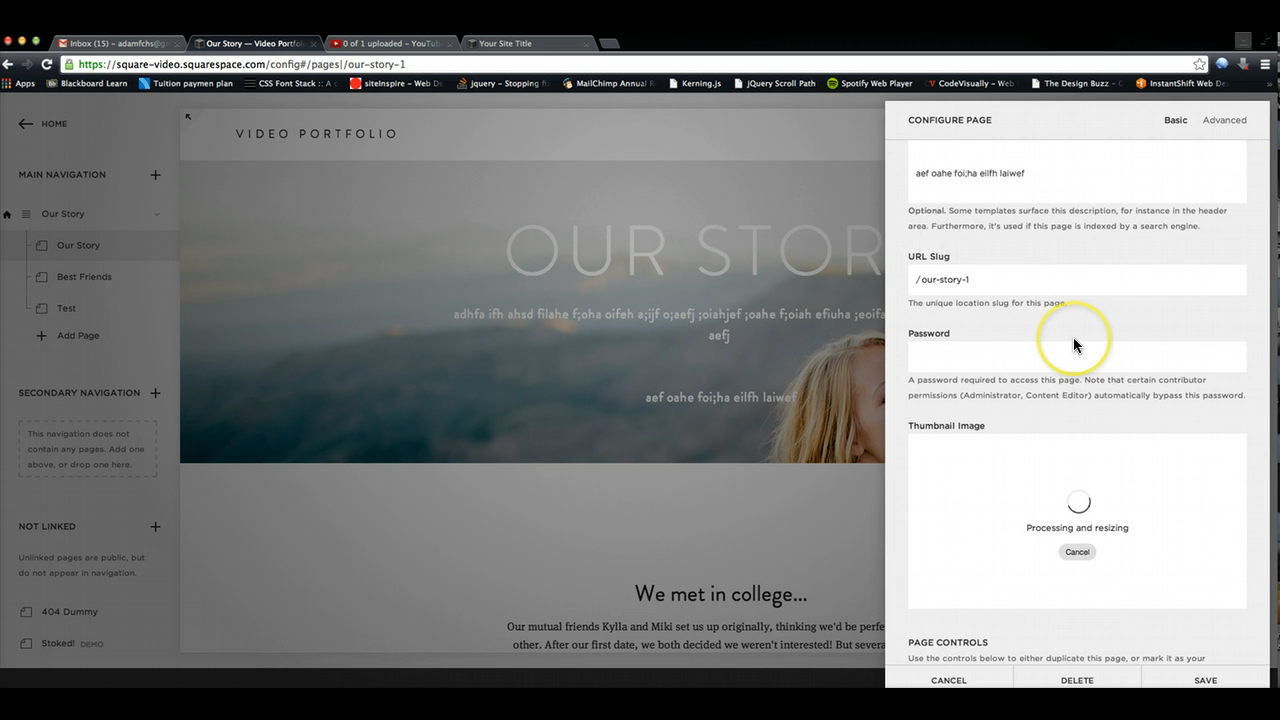 Inbox (15) – adamfchs@g
Our Story — Video Portfo
0 of 1 uploaded - YouTu
Your Site Title
https://square-video.squarespace.com/config#/pages|/our-story-1
Apps
Blackboard Learn
Tuition paymen plan
CSS Font Stack :: A
siteInspire – Web De
jquery - Stopping fi
MailChimp Annual R
Kerning.js
jQuery Scroll Path
Spotify Web Player
CodeVisually – Web
The Design Buzz – C
InstantShift Web De
»
HOME
MAIN NAVIGATION
Our Story
Our Story
Best Friends
Test
Add Page
SECONDARY NAVIGATION
This navigation does not
contain any pages. Add one
above, or drop one here.
NOT LINKED
Unlinked pages are public, but
do not appear in navigation.
404 Dummy
Stoked! DEMO
VIDEO PORTFOLIO
OUR STOR
adhfa ifh ahsd filahe f;oha oifeh a;ijf o;aefj ;oiahjef ;oahe f;oiah efiuha ;eoifa
aefj
aef oahe foi;ha eilfh laiwef
We met in college...
Our mutual friends Kylla and Miki set us up originally, thinking we'd be perfe
other. After our first date, we both decided we weren't interested! But severa
CONFIGURE PAGE
Basic
Advanced
aef oahe foi;ha eilfh laiwef
Optional. Some templates surface this description, for instance in the header
area. Furthermore, it's used if this page is indexed by a search engine.
URL Slug
/our-story-1
The unique location slug for this page.
Password
A password required to access this page. Note that certain contributor
permissions (Administrator, Content Editor) automatically bypass this password.
Thumbnail Image
Processing and resizing
Cancel
PAGE CONTROLS
Use the controls below to either duplicate this page, or mark it as your
CANCEL
DELETE
SAVE